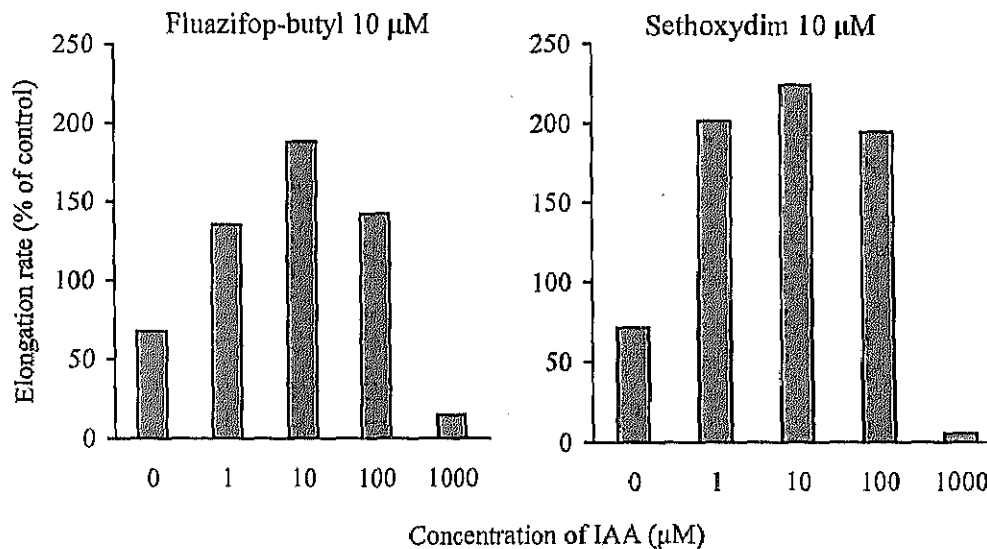 Fluazifop-butyl 10 μM
250
200
150
100
50
0
Elongation rate (% of control)
0 1 10 100 1000
Sethoxydim 10 μM
250
200
150
100
50
0
0 1 10 100 1000
Concentration of IAA (μM)